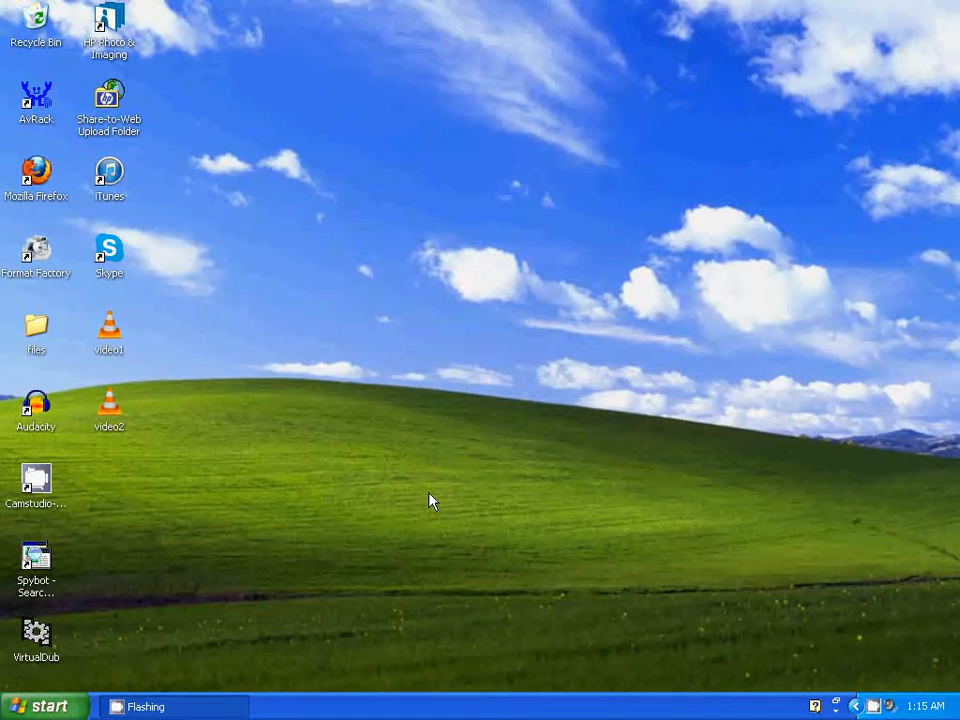 Recycle Bin
HP Photo &
Imaging
AvRack
Share-to-Web
Upload Folder
Mozilla Firefox
iTunes
Format Factory
Skype
files
video1
Audacity
video2
Camstudio-...
Spybot -
Searc...
VirtualDub
start
Flashing
1:15 AM